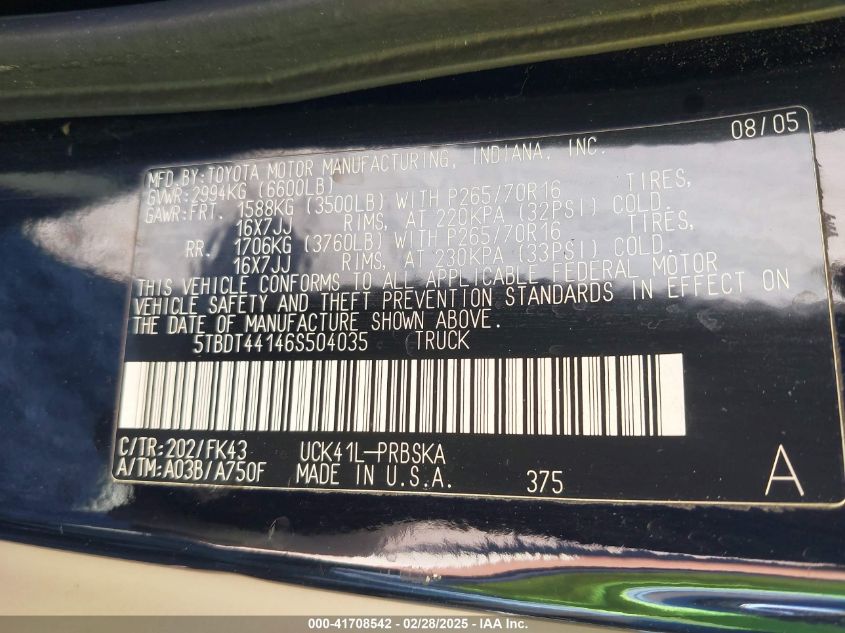 08/05
MFD BY:TOYOTA MOTOR MANUFACTURING, INDIANA, INC.
GVWR:2994KG (6600LB)
GAWR:FRT. 1588KG (3500LB) WITH P265/70R16 TIRES,
16X7JJ RIMS, AT 220KPA (32PSI) COLD.
RR. 1706KG (3760LB) WITH P265/70R16 TIRES,
16X7JJ RIMS, AT 230KPA (33PSI) COLD.
THIS VEHICLE CONFORMS TO ALL APPLICABLE FEDERAL MOTOR
VEHICLE SAFETY AND THEFT PREVENTION STANDARDS IN EFFECT ON
THE DATE OF MANUFACTURE SHOWN ABOVE.
5TBDT44146S504035 TRUCK
C/TR:202/FK43 UCK41L-PRBSKA
A/TM:A03B/A750F MADE IN U.S.A. 375 A
000-41708542 - 02/28/2025 - IAA Inc.